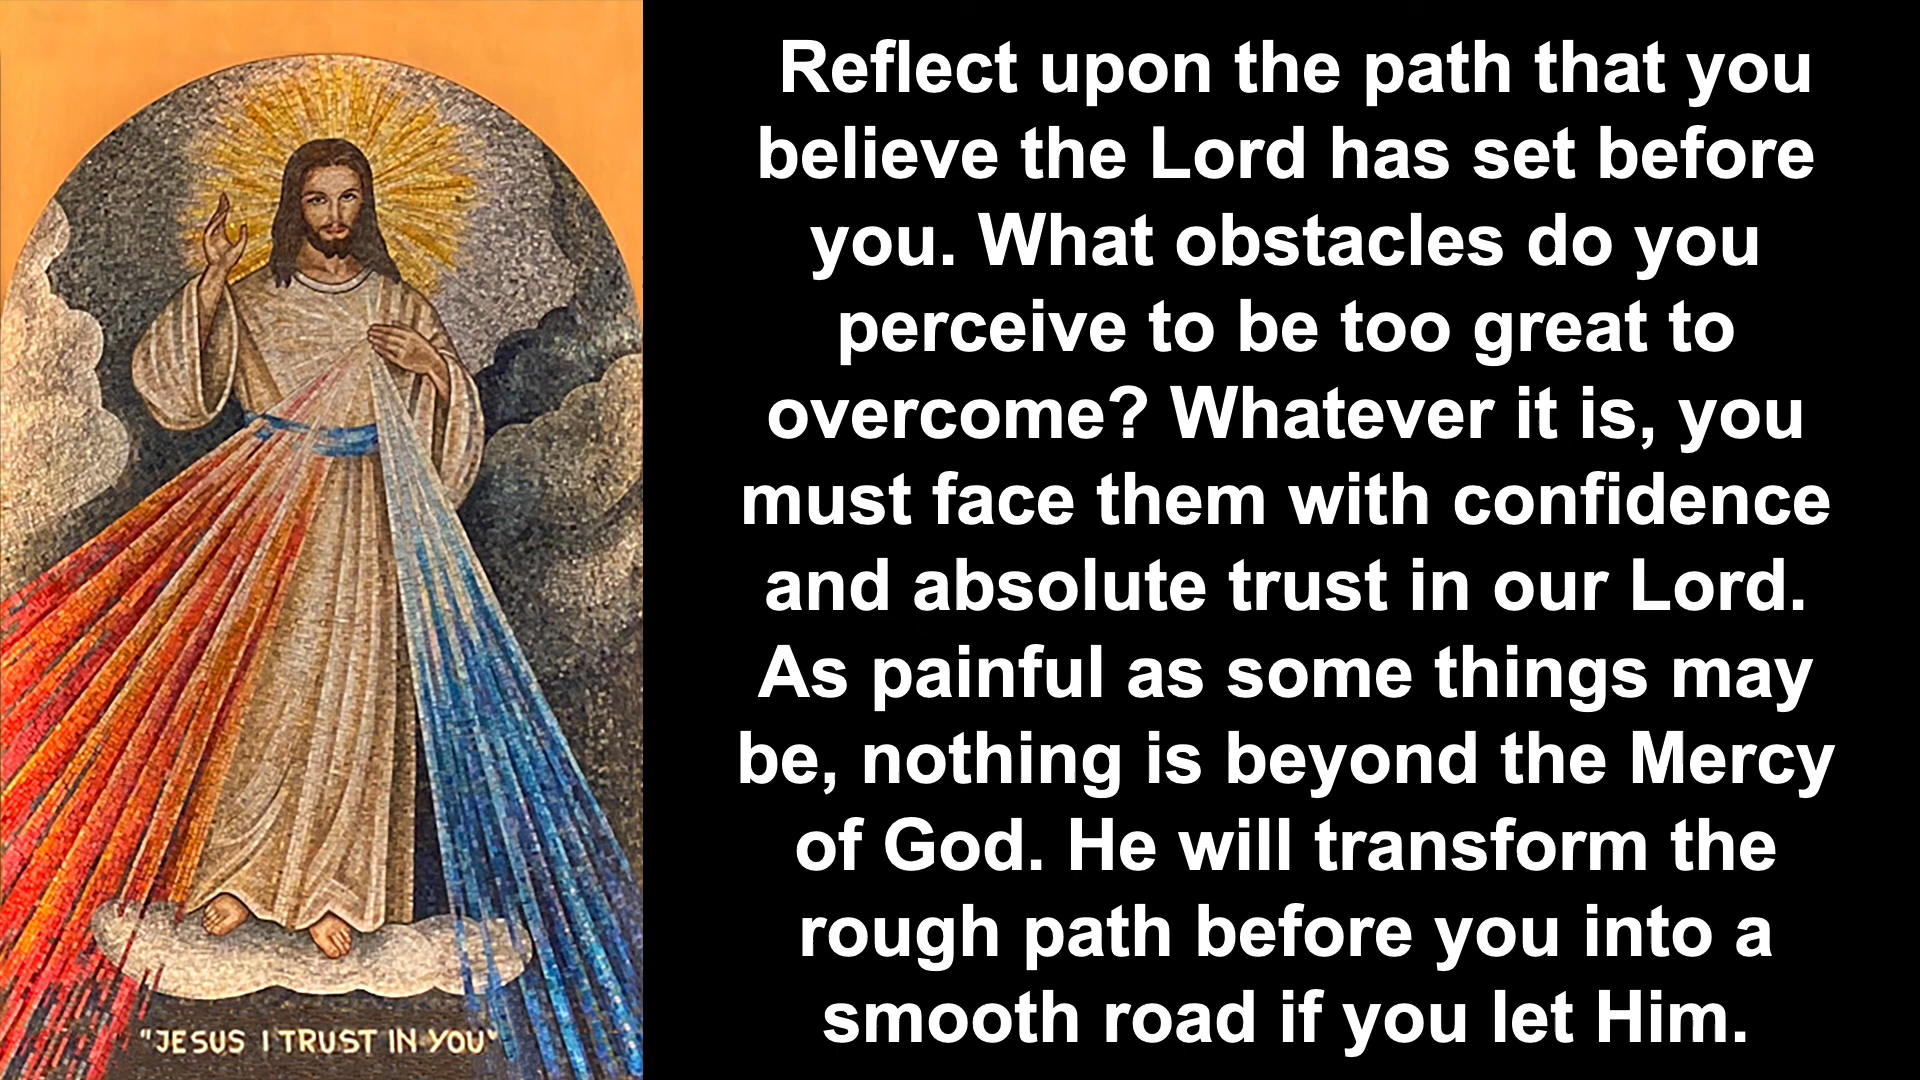 Reflect upon the path that you
believe the Lord has set before
you. What obstacles do you
perceive to be too great to
overcome? Whatever it is, you
must face them with confidence
and absolute trust in our Lord.
As painful as some things may
be, nothing is beyond the Mercy
of God. He will transform the
rough path before you into a
smooth road if you let Him.
"JESUS I TRUST IN YOU"